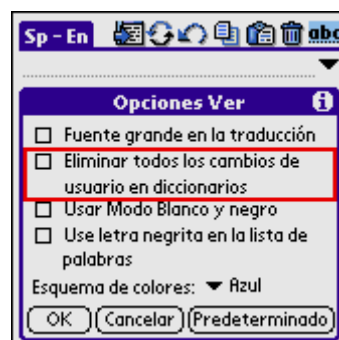 Sp - En
abc
Opciones Ver
Fuente grande en la traducción
Eliminar todos los cambios de
usuario en diccionarios
Usar Modo Blanco y negro
Use letra negrita en la lista de
palabras
Esquema de colores: Azul
OK Cancelar Predeterminado